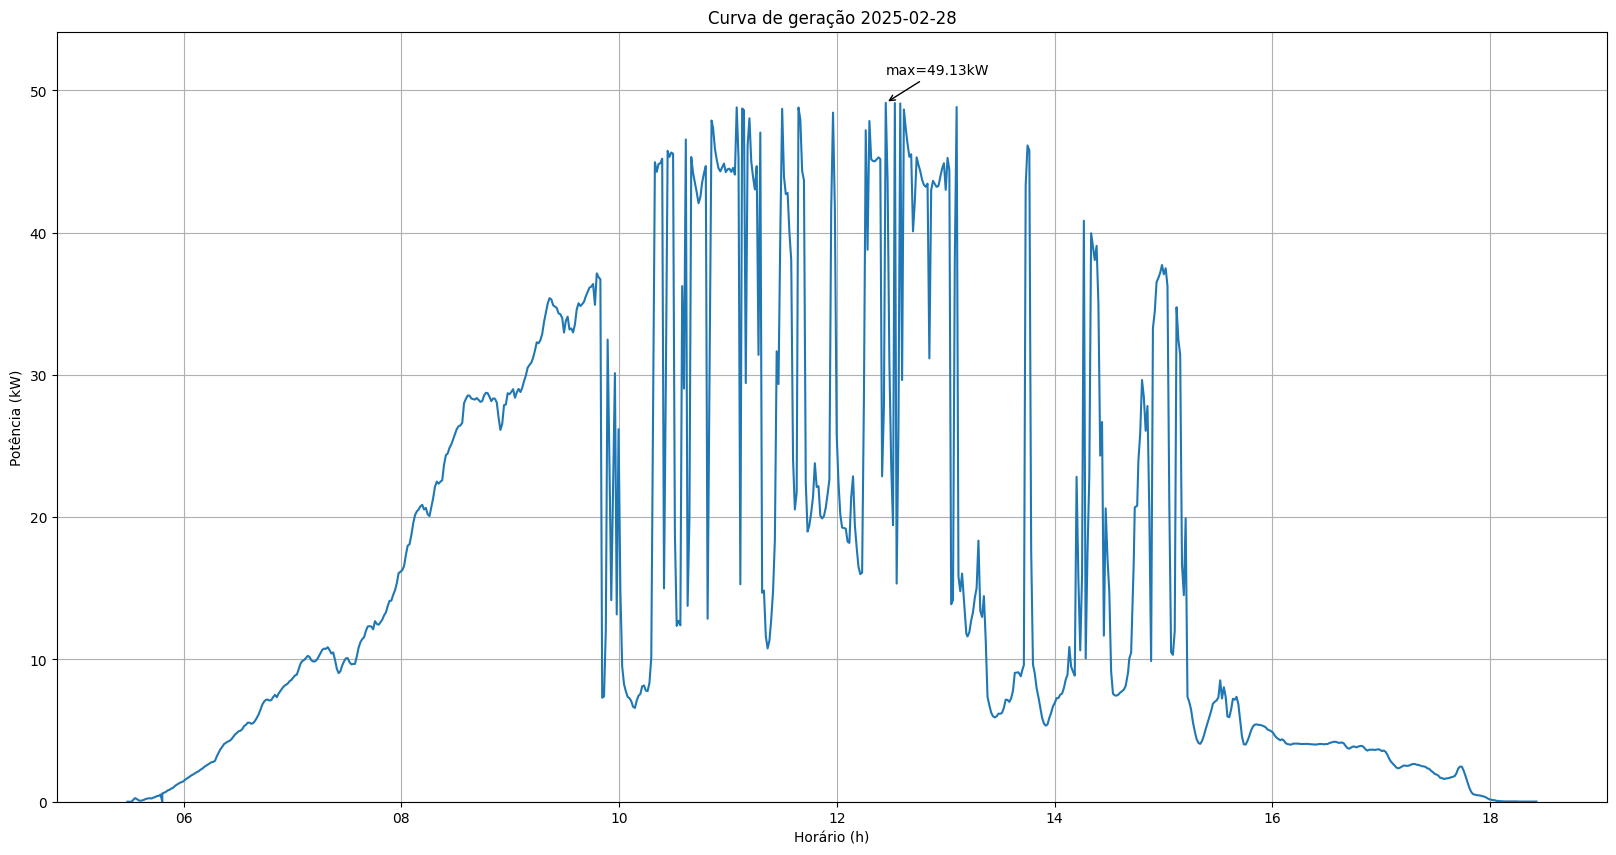 Curva de geração 2025-02-28
max=49.13kW
50
40
30
20
10
0
Potência (kW)
06 08 10 12 14 16 18
Horário (h)